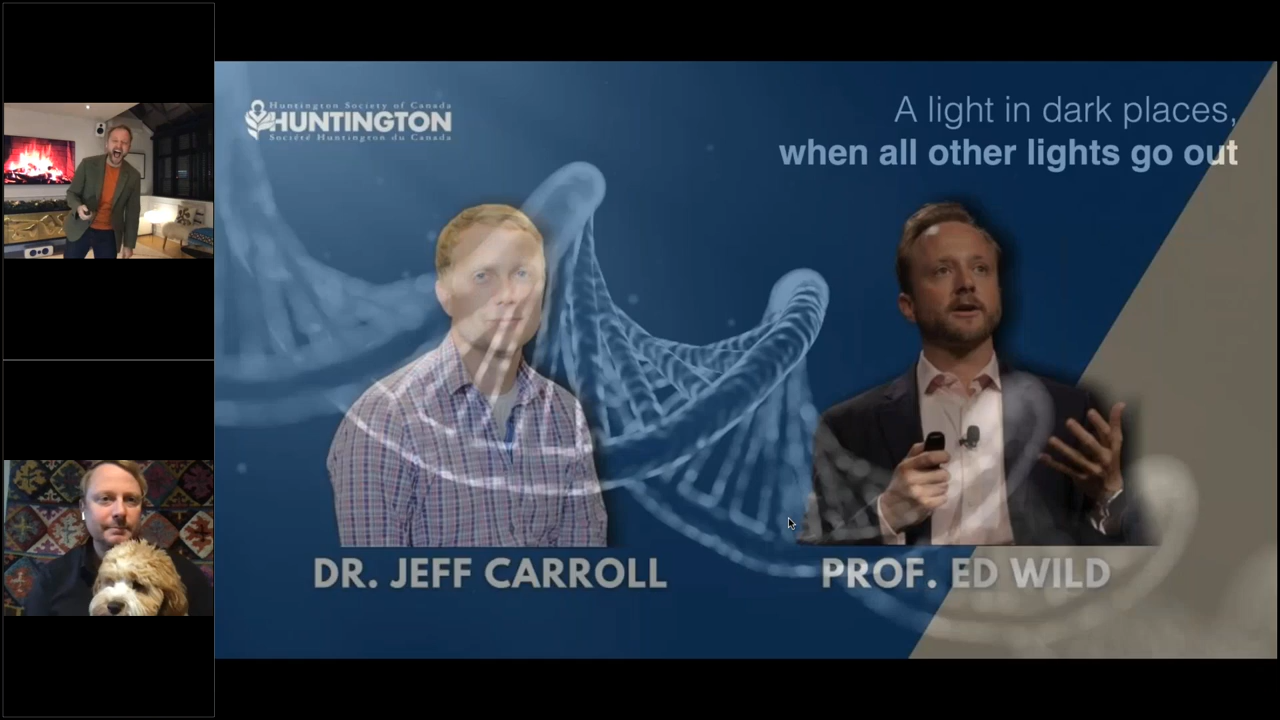 Huntington Society of Canada
HUNTINGTON
Société Huntington du Canada
A light in dark places,
when all other lights go out
DR. JEFF CARROLL
PROF. ED WILD